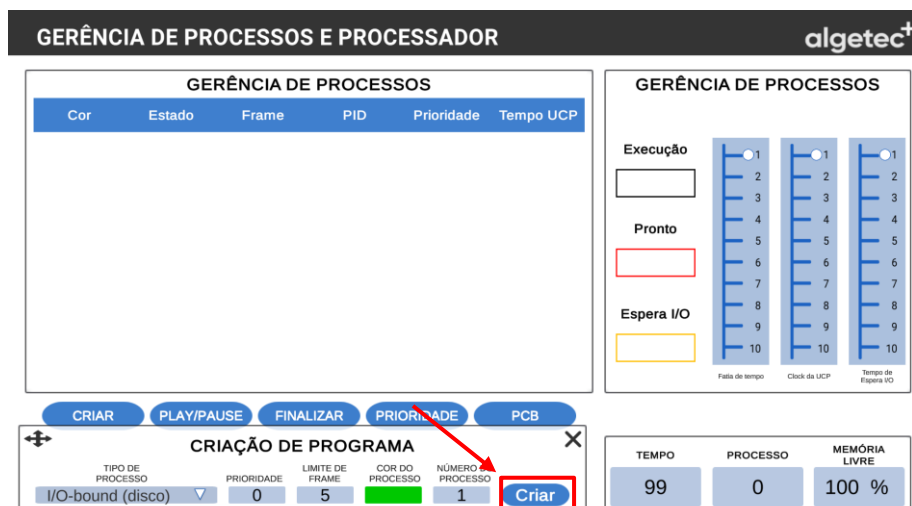 GERÊNCIA DE PROCESSOS E PROCESSADOR
algetec+
GERÊNCIA DE PROCESSOS
Cor Estado Frame PID Prioridade Tempo UCP
GERÊNCIA DE PROCESSOS
Execução
Pronto
Espera I/O
1
2
3
4
5
6
7
8
9
10
Fatia de tempo
1
2
3
4
5
6
7
8
9
10
Clock da UCP
1
2
3
4
5
6
7
8
9
10
Tempo de
Espera I/O
CRIAR PLAY/PAUSE FINALIZAR PRIORIDADE PCB
CRIAÇÃO DE PROGRAMA
TIPO DE
PROCESSO
I/O-bound (disco)
PRIORIDADE
0
LIMITE DE
FRAME
5
COR DO
PROCESSO
NÚMERO D
PROCESSO
1
Criar
TEMPO
99
PROCESSO
0
MEMÓRIA
LIVRE
100 %